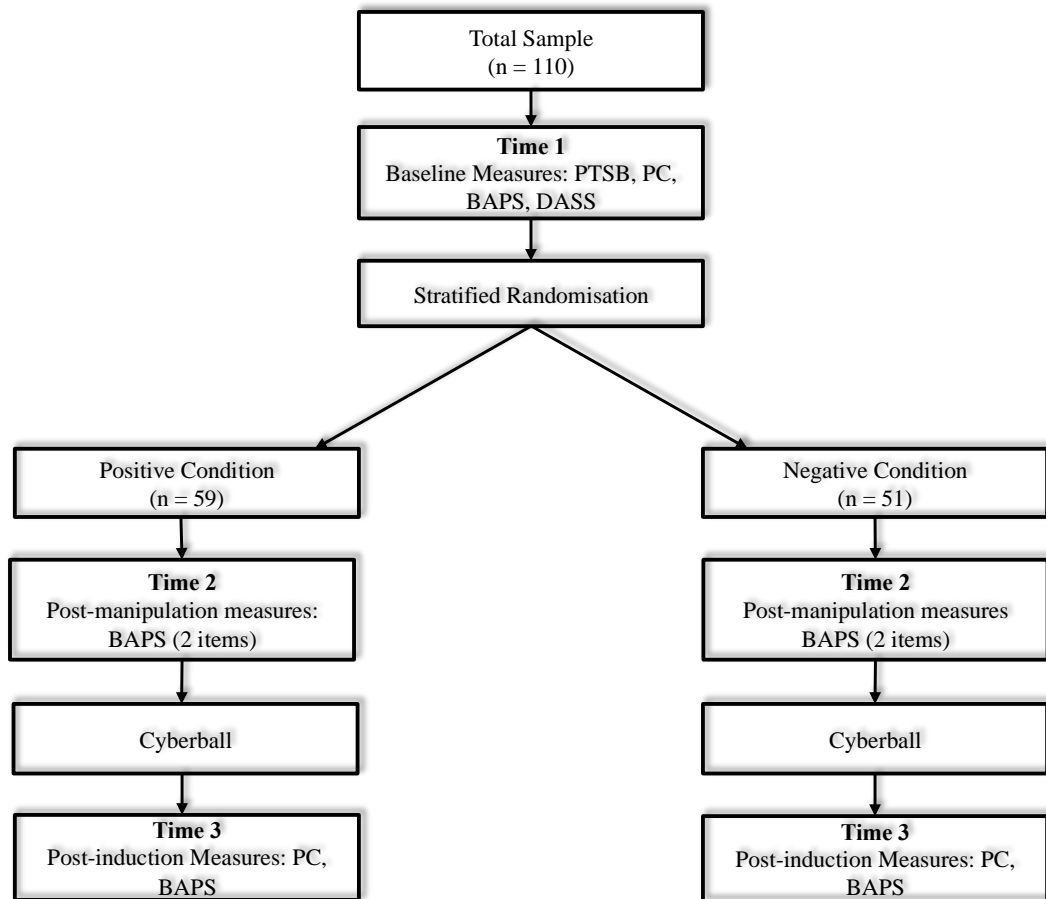 Total Sample
(n = 110)
Time 1
Baseline Measures: PTSB, PC,
BAPS, DASS
Stratified Randomisation
Positive Condition
(n = 59)
Negative Condition
(n = 51)
Time 2
Post-manipulation measures:
BAPS (2 items)
Time 2
Post-manipulation measures
BAPS (2 items)
Cyberball
Cyberball
Time 3
Post-induction Measures: PC,
BAPS
Time 3
Post-induction Measures: PC,
BAPS